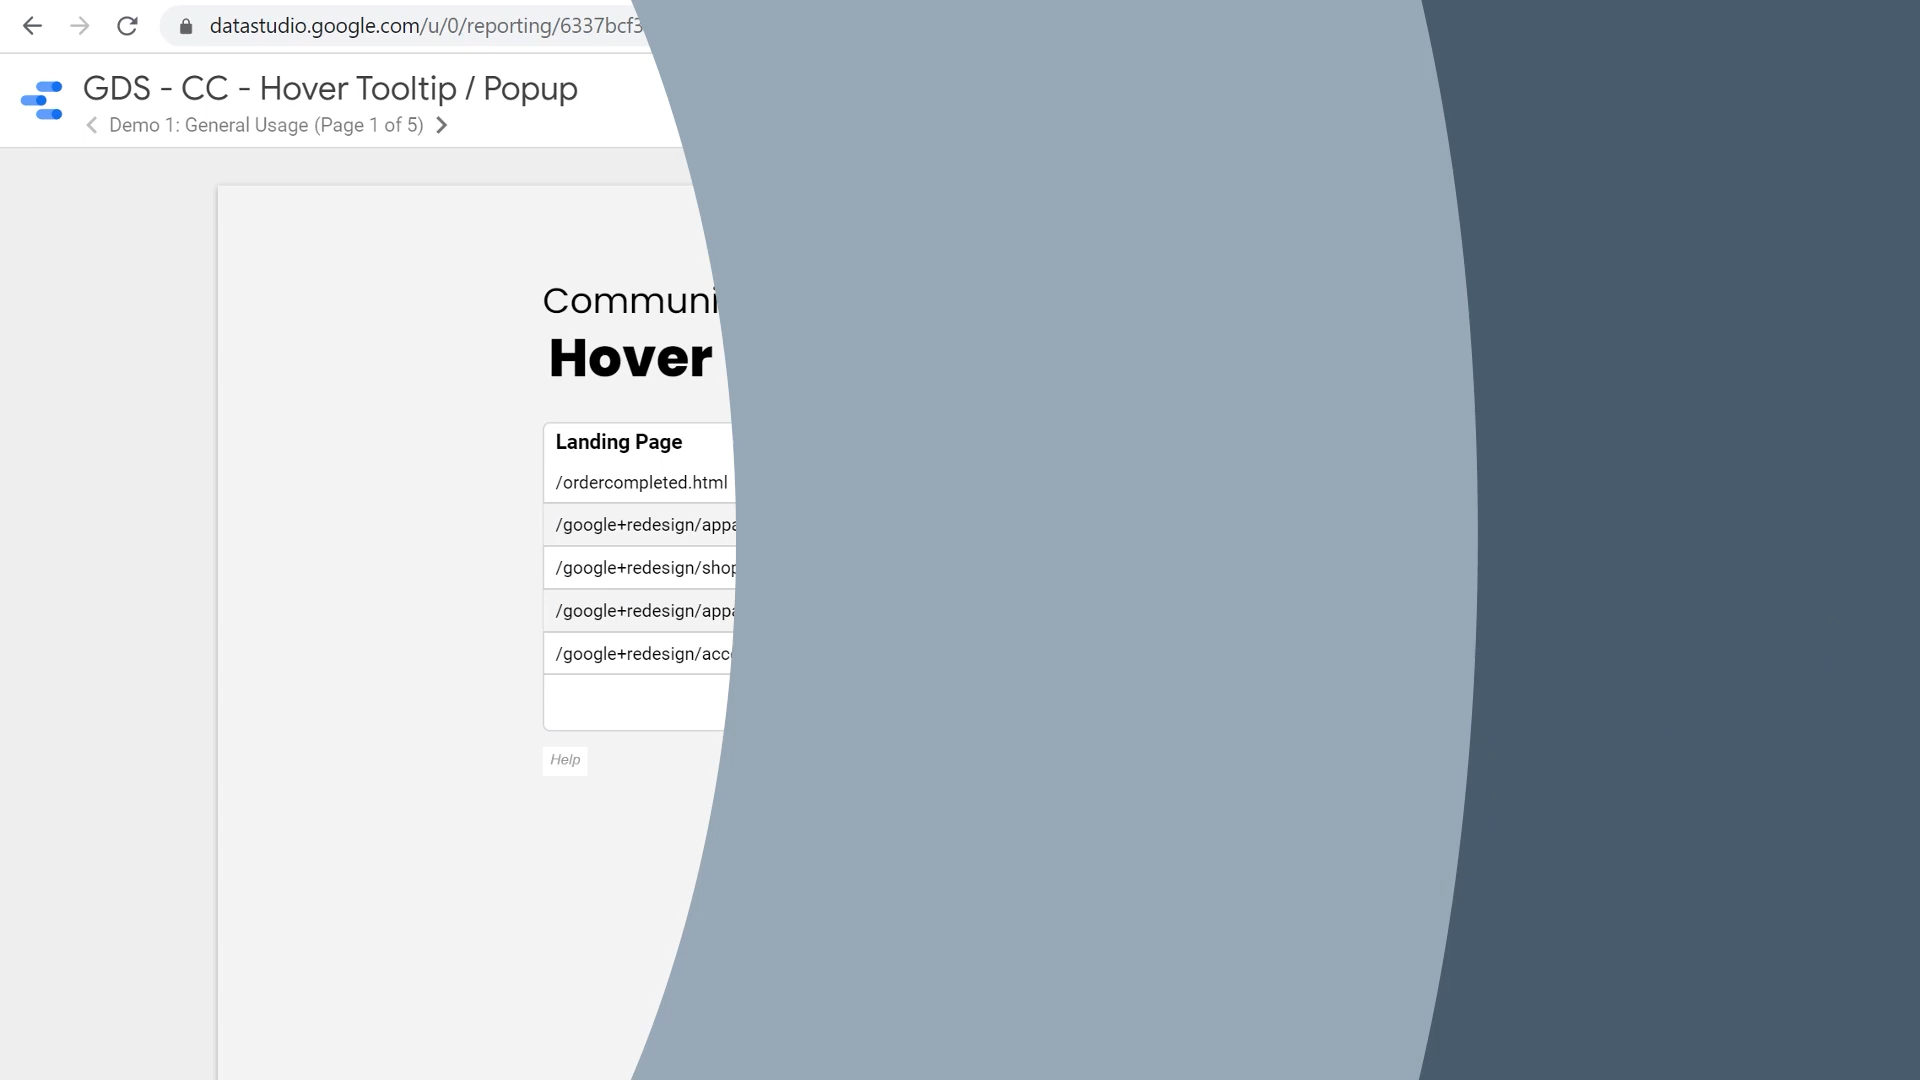 datastudio.google.com/u/0/reporting/6337bcf3
GDS - CC - Hover Tooltip / Popup
Demo 1: General Usage (Page 1 of 5)
Communi
Hover
Landing Page
/ordercompleted.html
/google+redesign/appa
/google+redesign/shop
/google+redesign/appa
/google+redesign/acc
Help